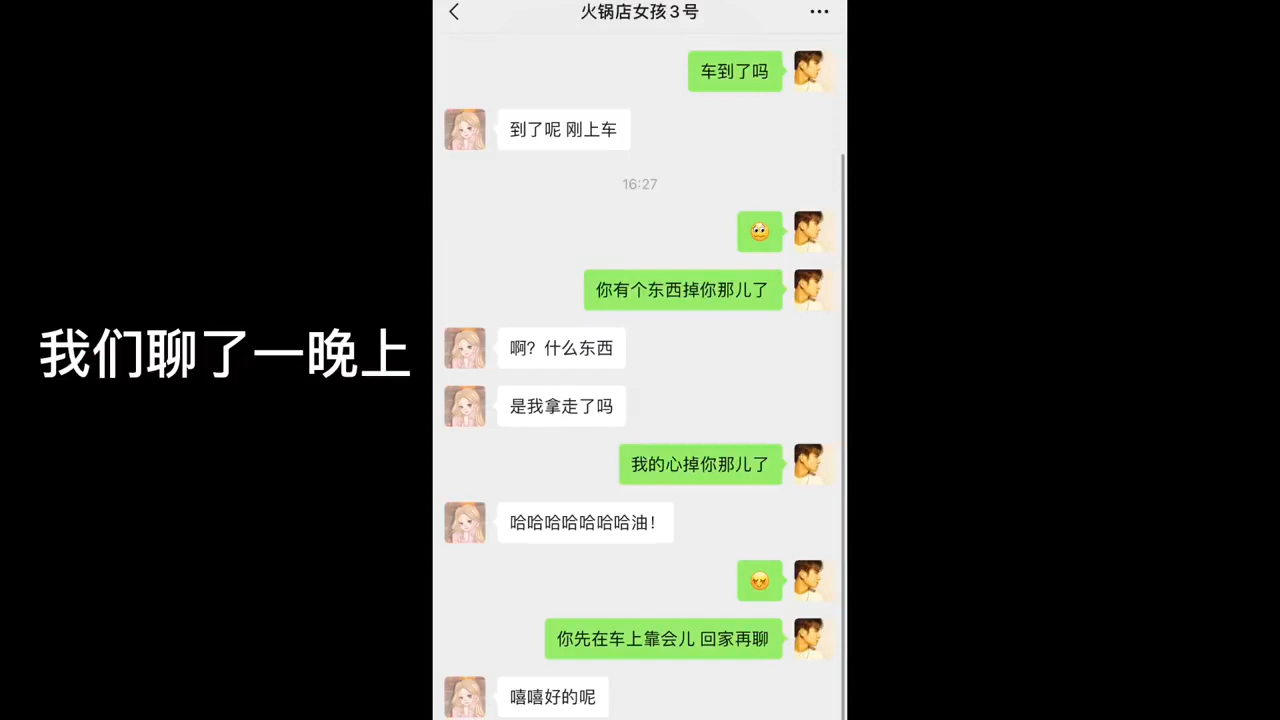 火锅店女孩3号
车到了吗
到了呢 刚上车
16:27
你有个东西掉你那儿了
啊？什么东西
是我拿走了吗
我们聊了一晚上
我的心掉你那儿了
哈哈哈哈哈哈哈油！
你先在车上靠会儿 回家再聊
嘻嘻好的呢